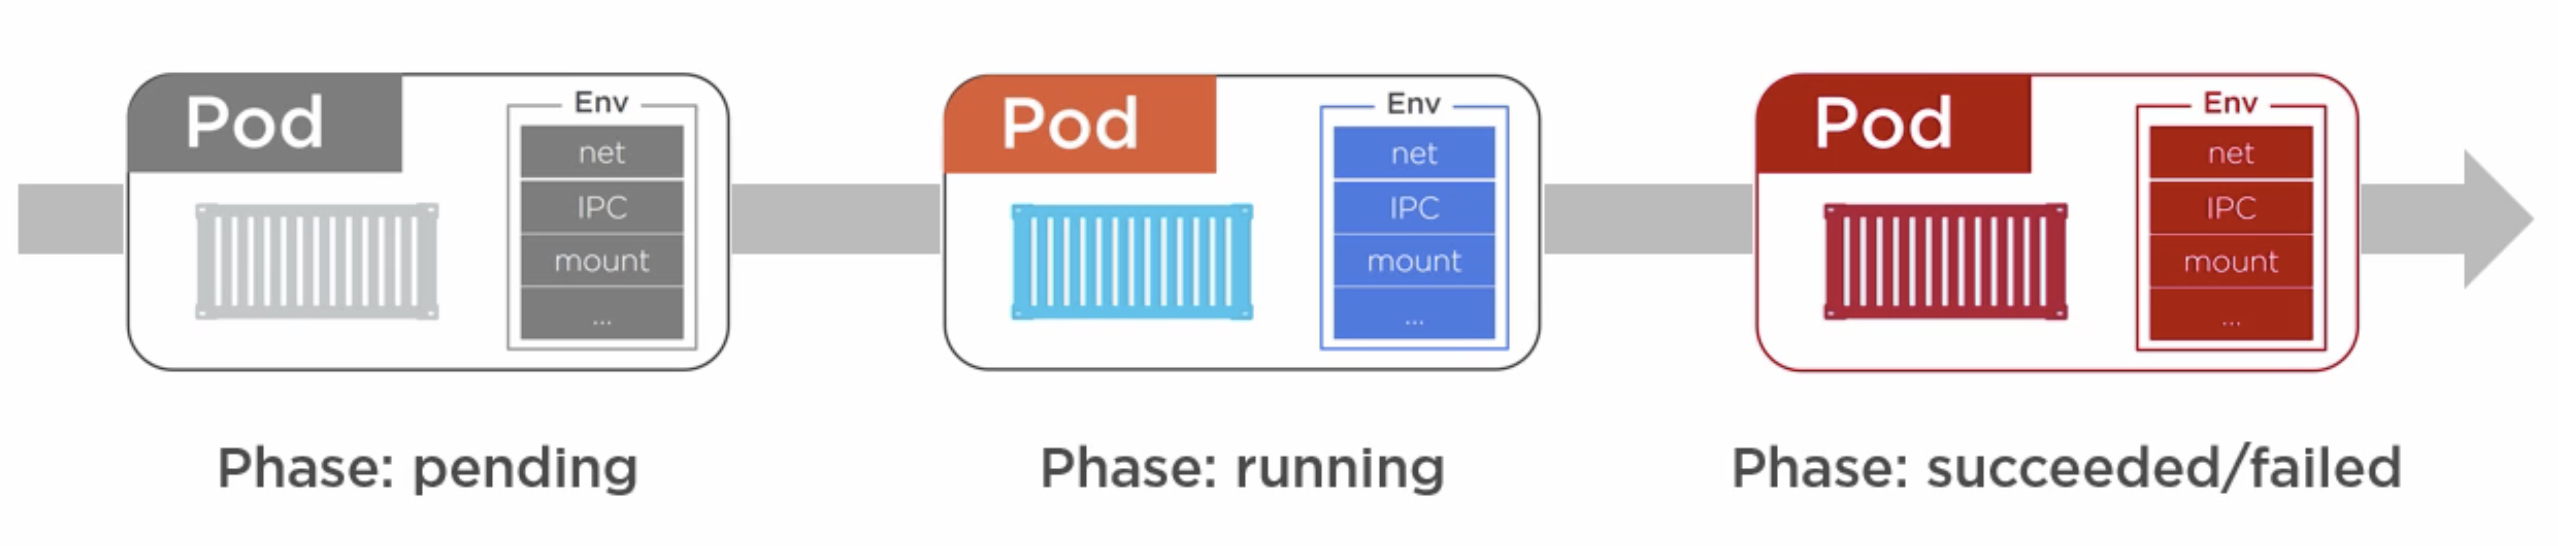 Pod
Env
net
IPC
mount
...
Phase: pending
Pod
Env
net
IPC
mount
...
Phase: running
Pod
Env
net
IPC
mount
...
Phase: succeeded/failed